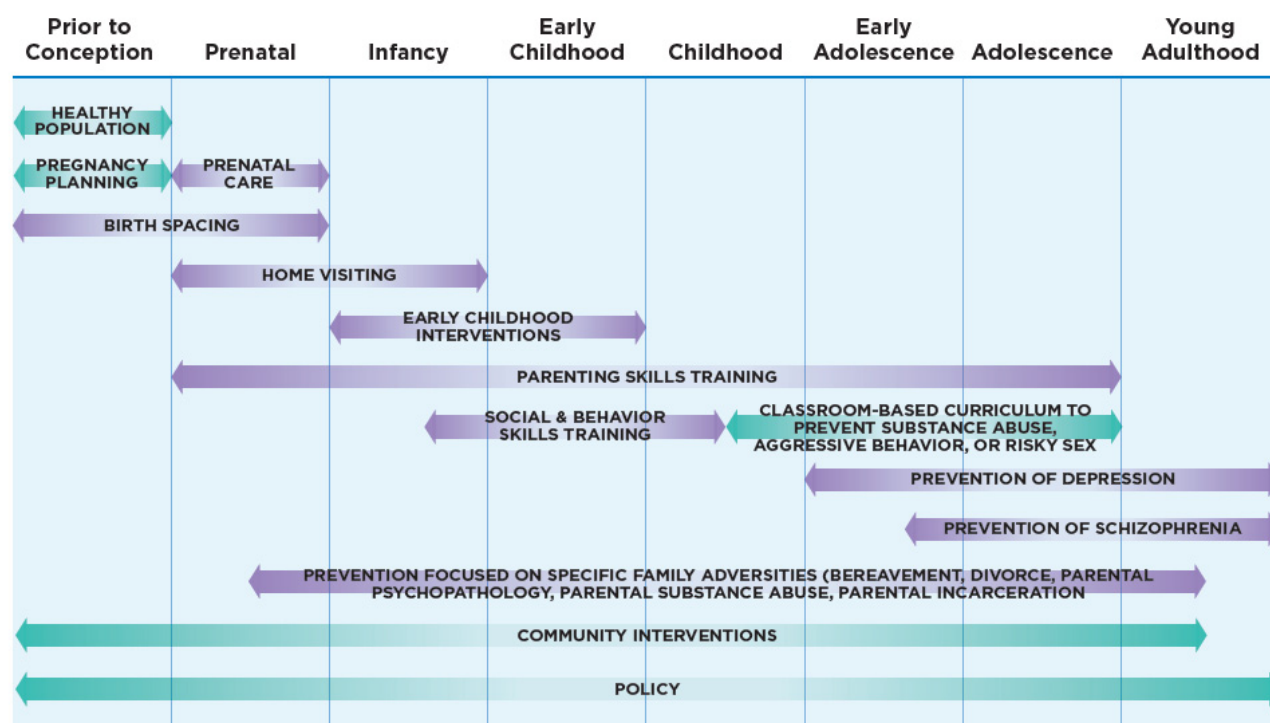 Prior to
Conception
Prenatal
Infancy
Early
Childhood
Childhood
Early
Adolescence
Adolescence
Young
Adulthood
HEALTHY
POPULATION
PREGNANCY
PLANNING
PRENATAL
CARE
BIRTH SPACING
HOME VISITING
EARLY CHILDHOOD
INTERVENTIONS
PARENTING SKILLS TRAINING
SOCIAL & BEHAVIOR
SKILLS TRAINING
CLASSROOM-BASED CURRICULUM TO
PREVENT SUBSTANCE ABUSE,
AGGRESSIVE BEHAVIOR, OR RISKY SEX
PREVENTION OF DEPRESSION
PREVENTION OF SCHIZOPHRENIA
PREVENTION FOCUSED ON SPECIFIC FAMILY ADVERSITIES (BEREAVEMENT, DIVORCE, PARENTAL
PSYCHOPATHOLOGY, PARENTAL SUBSTANCE ABUSE, PARENTAL INCARCERATION
COMMUNITY INTERVENTIONS
POLICY